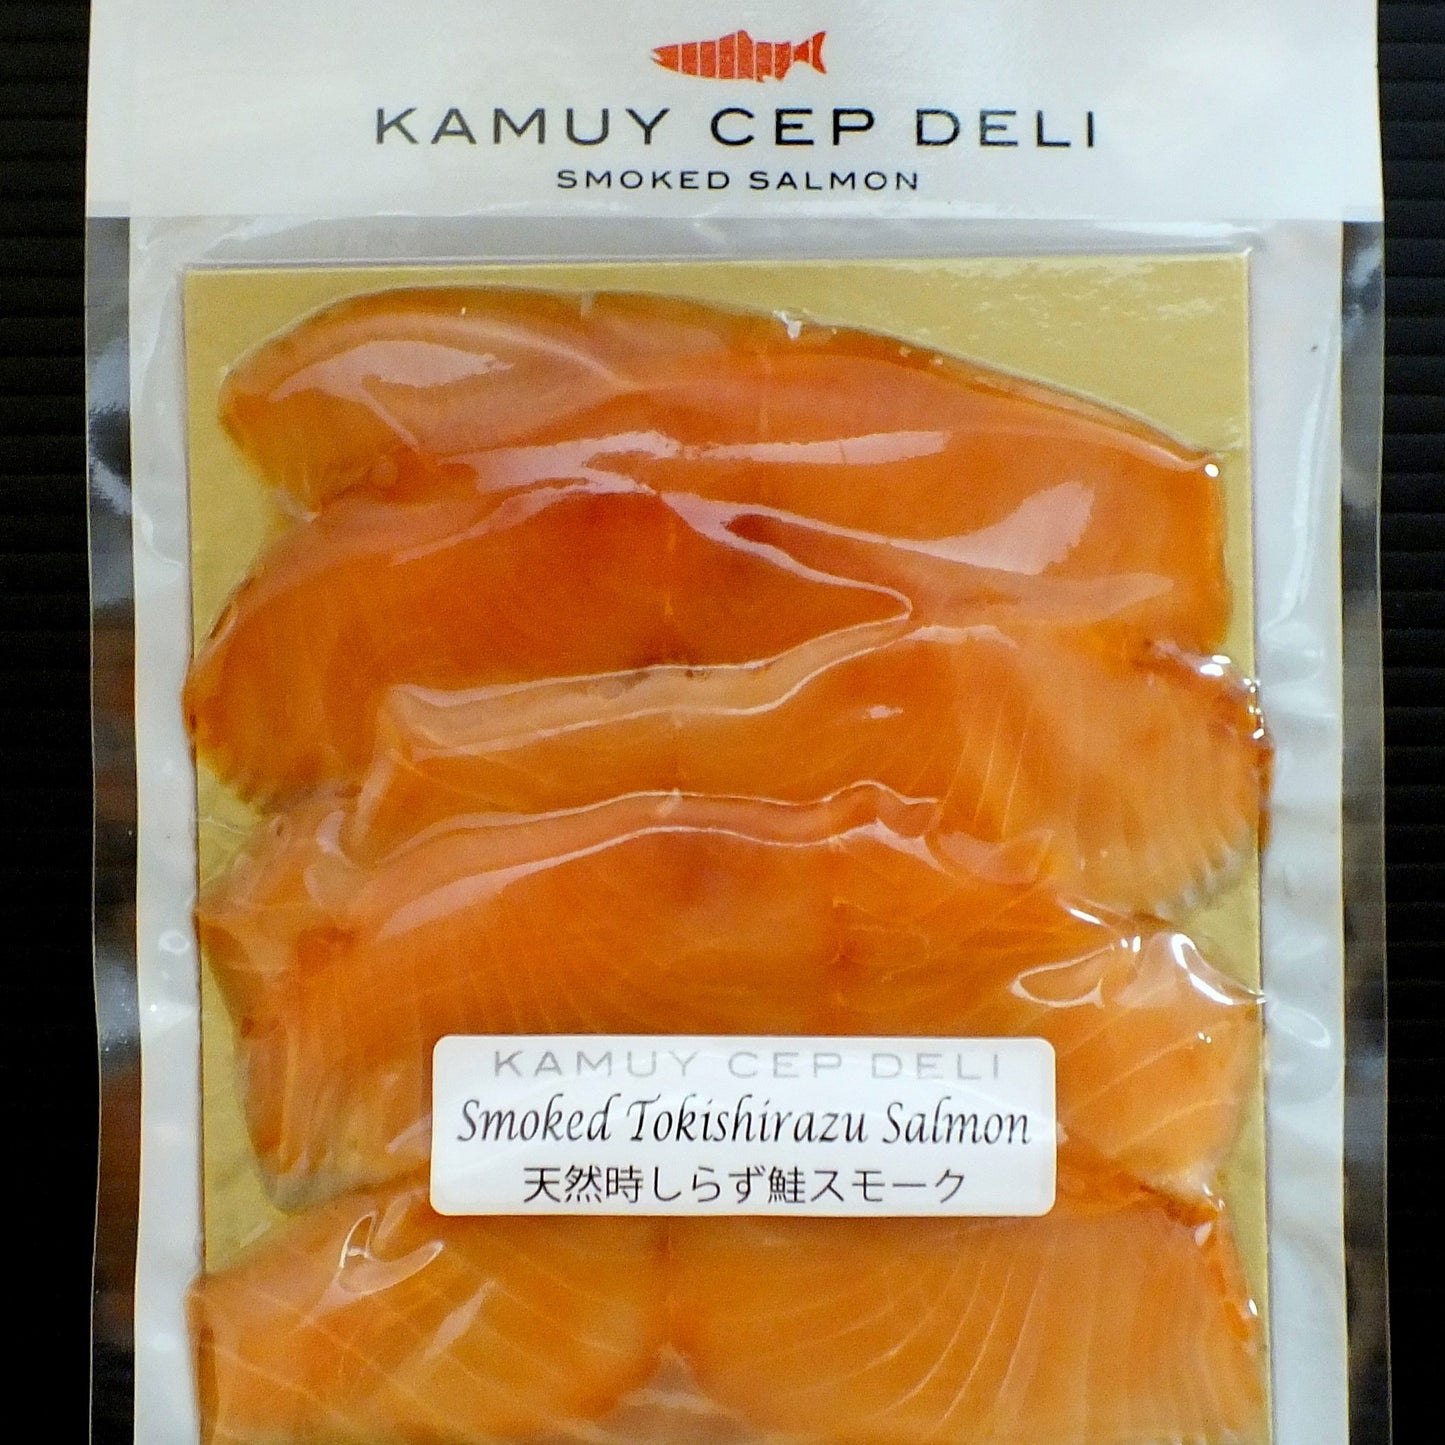 KAMUY CEP DELI
SMOKED SALMON
KAMUY CEP DELI
Smoked Tokishirazu Salmon
天然時しらず鮭スモーク